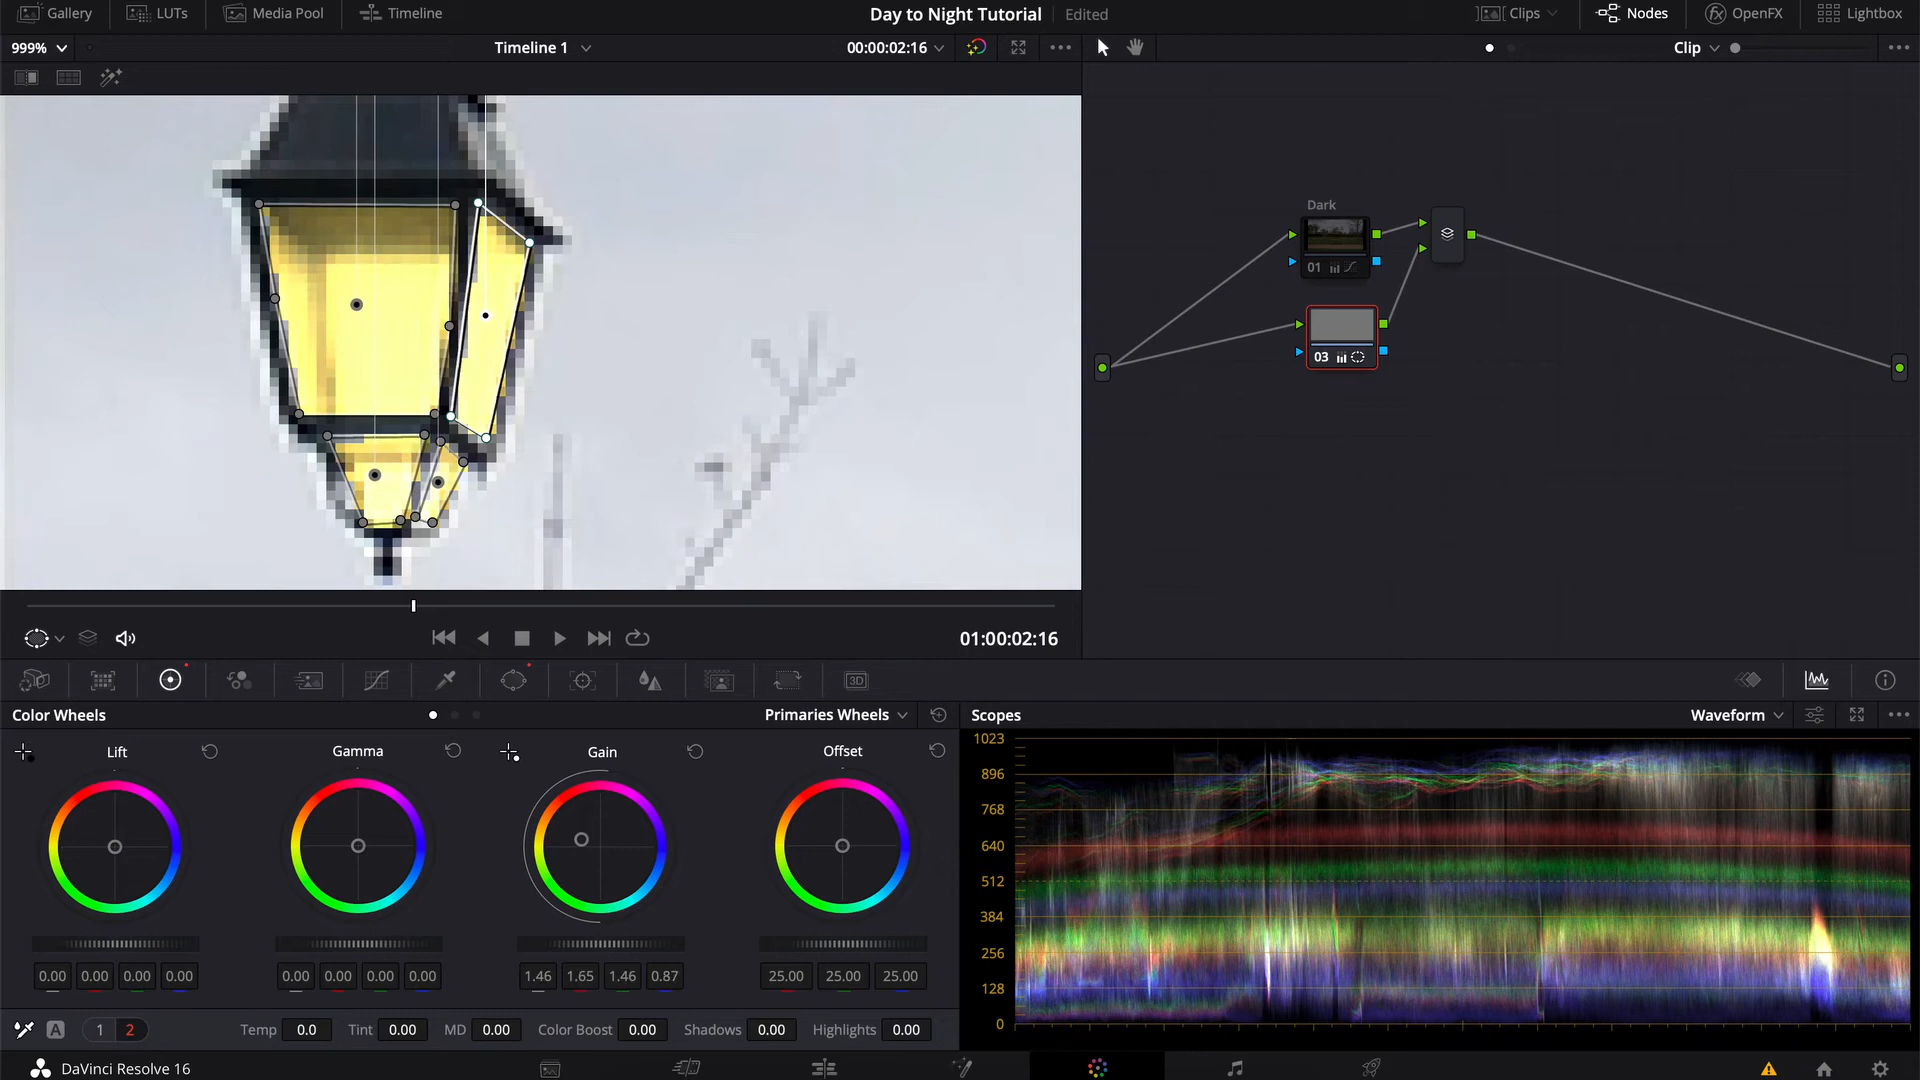 Gallery LUTs Media Pool Timeline Day to Night Tutorial Edited Clips Nodes OpenFX Lightbox
999% Timeline 1 00:00:02:16 Clip
Dark
01
03
01:00:02:16
3D
Color Wheels Primaries Wheels Scopes Waveform
Lift Gamma Gain Offset
1023
896
768
640
512
384
256
128
0
0.00 0.00 0.00 0.00 0.00 0.00 0.00 0.00 1.46 1.65 1.46 0.87 25.00 25.00 25.00
A 1 2 Temp 0.0 Tint 0.00 MD 0.00 Color Boost 0.00 Shadows 0.00 Highlights 0.00
DaVinci Resolve 16